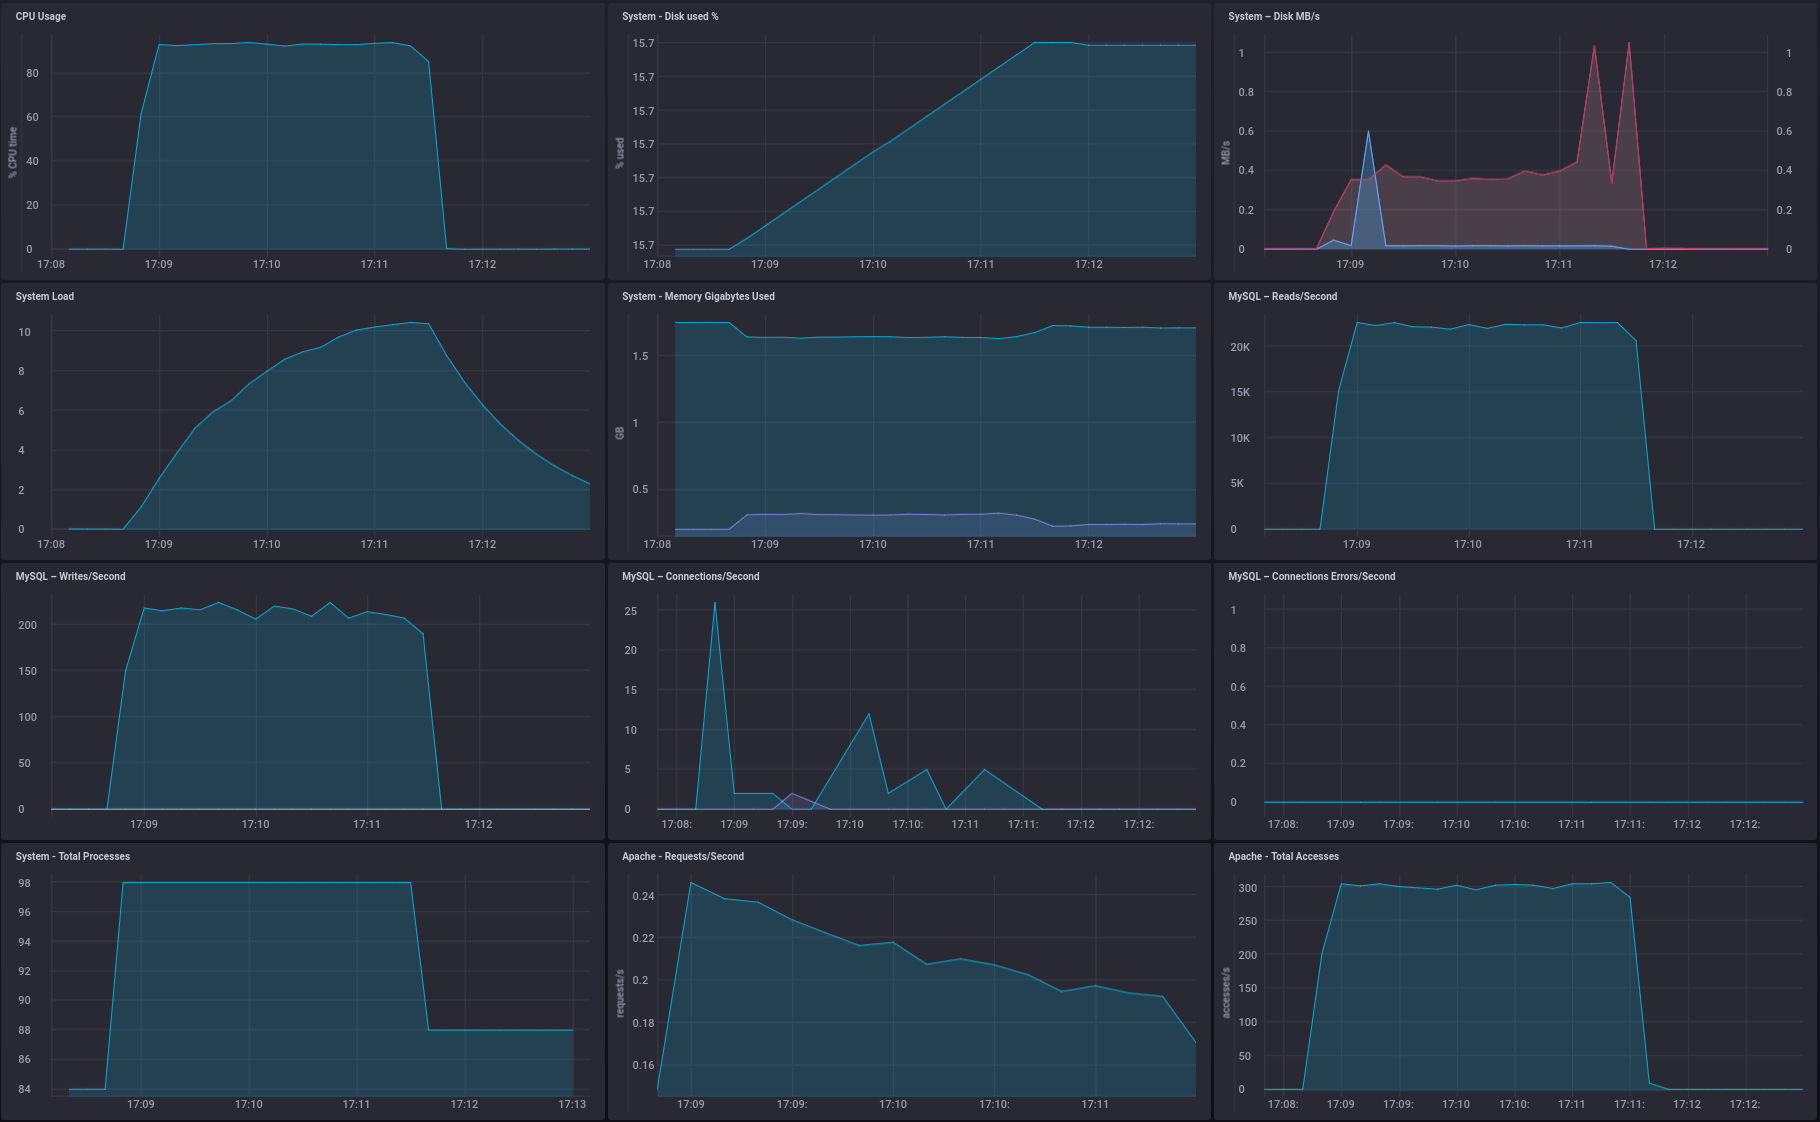 CPU Usage
% CPU time
80
60
40
20
0
17:08 17:09 17:10 17:11 17:12
System - Disk used %
% used
15.7
15.7
15.7
15.7
15.7
15.7
15.7
17:08 17:09 17:10 17:11 17:12
System – Disk MB/s
MB/s
1 1
0.8 0.8
0.6 0.6
0.4 0.4
0.2 0.2
0 0
17:09 17:10 17:11 17:12
System Load
10
8
6
4
2
0
17:08 17:09 17:10 17:11 17:12
System - Memory Gigabytes Used
GB
1.5
1
0.5
17:08 17:09 17:10 17:11 17:12
MySQL – Reads/Second
20K
15K
10K
5K
0
17:09 17:10 17:11 17:12
MySQL – Writes/Second
200
150
100
50
0
17:09 17:10 17:11 17:12
MySQL – Connections/Second
25
20
15
10
5
0
17:08: 17:09 17:09: 17:10 17:10: 17:11 17:11: 17:12 17:12:
MySQL – Connections Errors/Second
1
0.8
0.6
0.4
0.2
0
17:08: 17:09 17:09: 17:10 17:10: 17:11 17:11: 17:12 17:12:
System - Total Processes
98
96
94
92
90
88
86
84
17:09 17:10 17:11 17:12 17:13
Apache - Requests/Second
requests/s
0.24
0.22
0.2
0.18
0.16
17:09 17:09: 17:10 17:10: 17:11
Apache - Total Accesses
accesses/s
300
250
200
150
100
50
0
17:08: 17:09 17:09: 17:10 17:10: 17:11 17:11: 17:12 17:12: